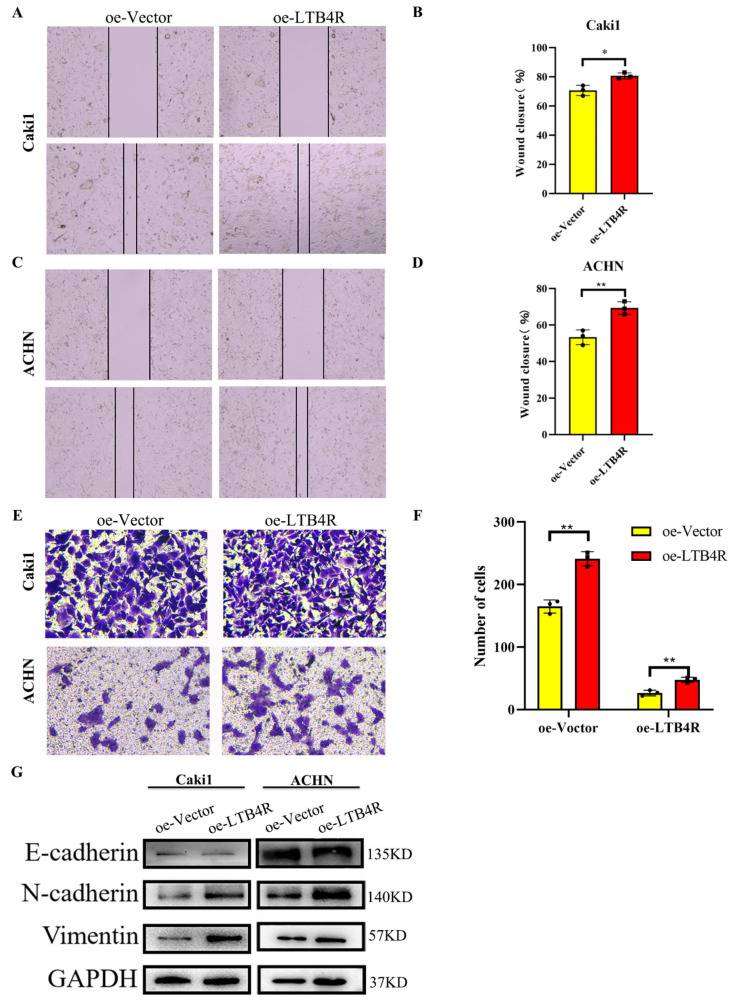 A
oe-Vector
oe-LTB4R
Caki1
B
Caki1
Wound closure( %)
100
80
60
40
20
0
*
oe-Vector
oe-LTB4R
C
ACHN
D
ACHN
Wound closure( %)
80
60
40
20
0
**
oe-Vector
oe-LTB4R
E
oe-Vector
oe-LTB4R
Caki1
ACHN
F
Number of cells
300
200
100
0
**
**
oe-Vector
oe-LTB4R
oe-Voctor
oe-LTB4R
G
Caki1
ACHN
oe-Vector
oe-LTB4R
oe-Vector
oe-LTB4R
E-cadherin
135KD
N-cadherin
140KD
Vimentin
57KD
GAPDH
37KD